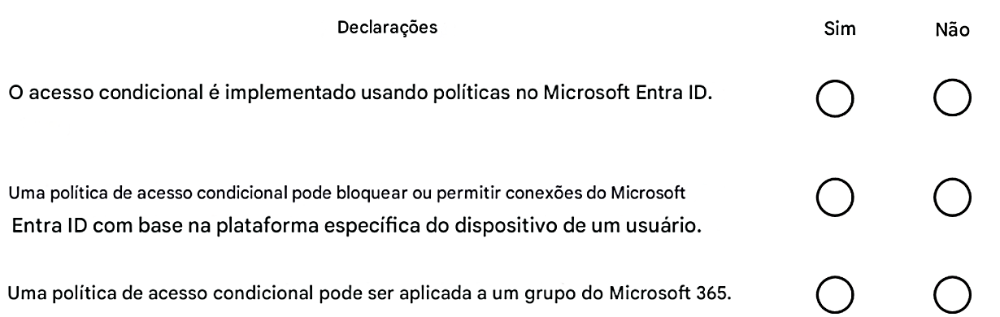 Declarações Sim Não
O acesso condicional é implementado usando políticas no Microsoft Entra ID.
Uma política de acesso condicional pode bloquear ou permitir conexões do Microsoft
Entra ID com base na plataforma específica do dispositivo de um usuário.
Uma política de acesso condicional pode ser aplicada a um grupo do Microsoft 365.